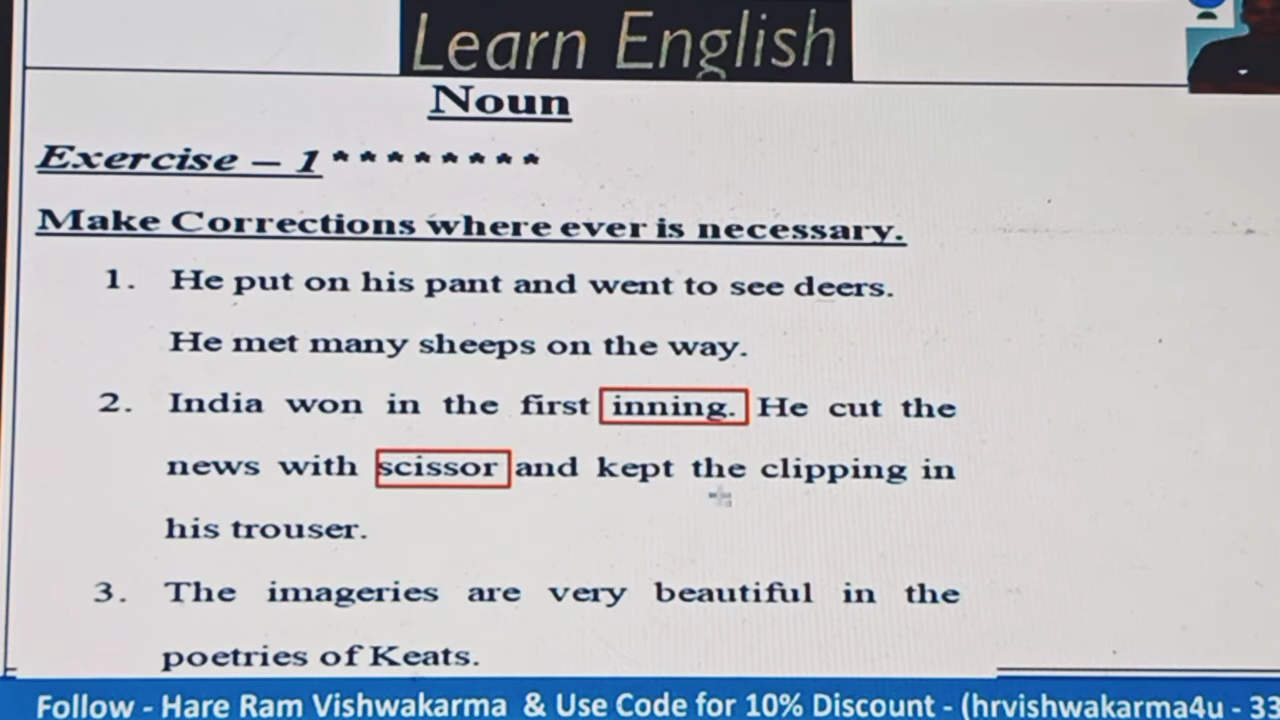 Learn English
Noun
Exercise – 1********
Make Corrections where ever is necessary.
1. He put on his pant and went to see deers.
He met many sheeps on the way.
2. India won in the first inning. He cut the
news with scissor and kept the clipping in
his trouser.
3. The imageries are very beautiful in the
poetries of Keats.
Follow - Hare Ram Vishwakarma & Use Code for 10% Discount - (hrvishwakarma4u - 33